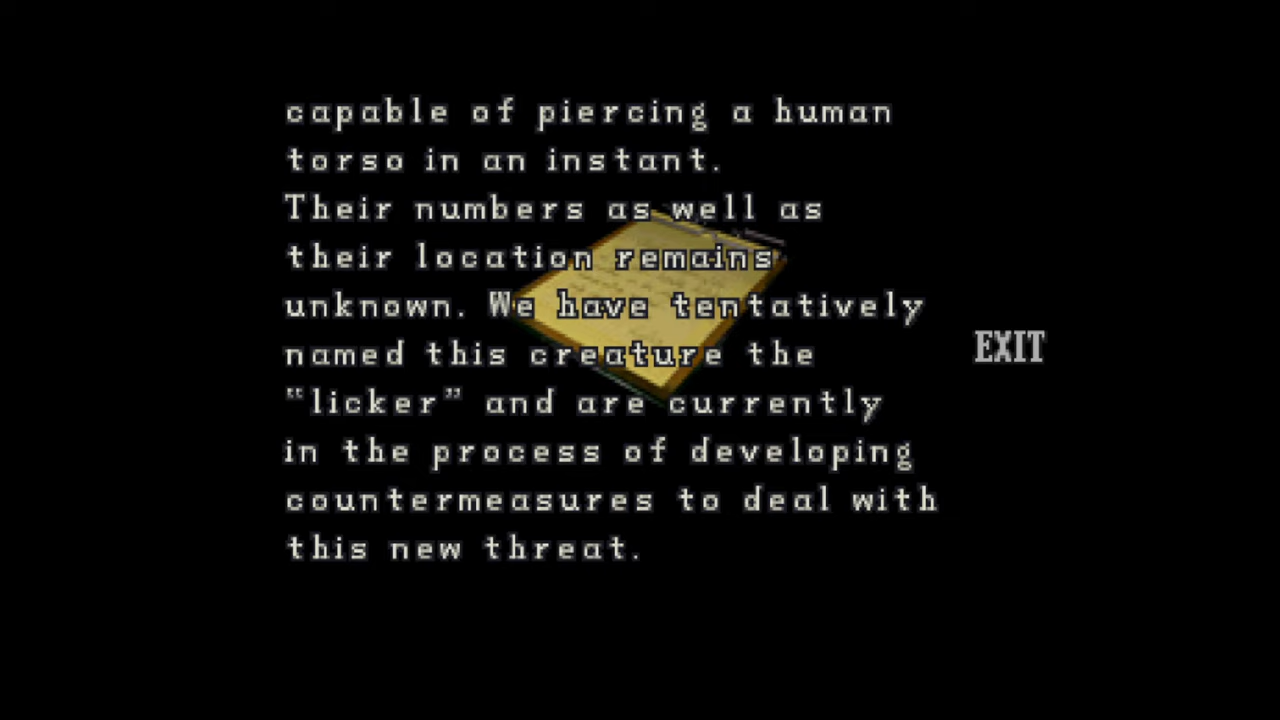 capable of piercing a human
torso in an instant.
Their numbers as well as
their location remains
unknown. We have tentatively
named this creature the
EXIT
“licker” and are currently
in the process of developing
countermeasures to deal with
this new threat.